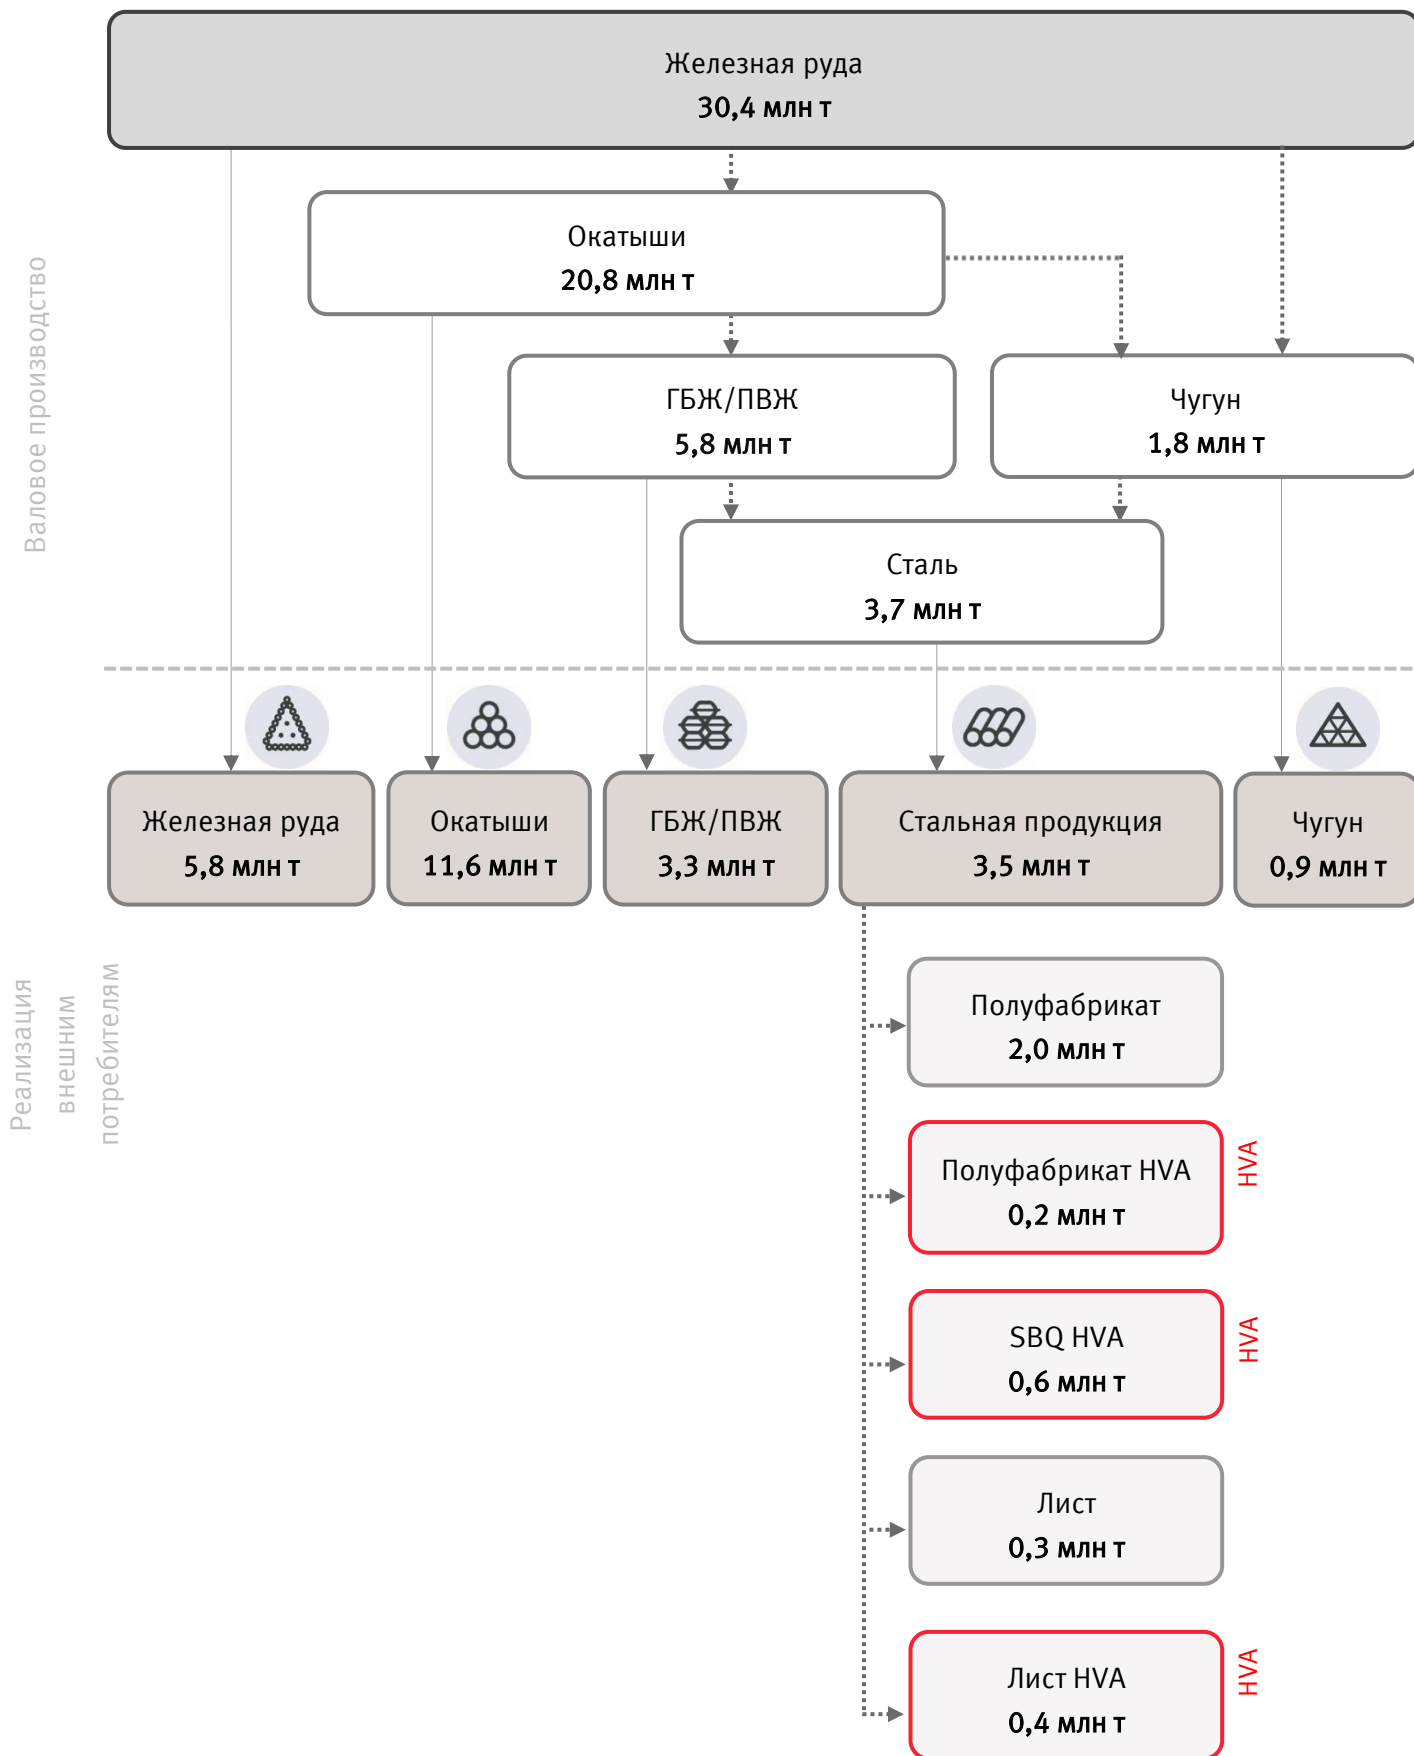 Железная руда
30,4 млн т
Валовое производство
Окатыши
20,8 млн т
ГБЖ/ПВЖ
5,8 млн т
Чугун
1,8 млн т
Сталь
3,7 млн т
Железная руда
5,8 млн т
Окатыши
11,6 млн т
ГБЖ/ПВЖ
3,3 млн т
Стальная продукция
3,5 млн т
Чугун
0,9 млн т
Реализация
внешним
потребителям
Полуфабрикат
2,0 млн т
Полуфабрикат HVA
0,2 млн т
HVA
SBQ HVA
0,6 млн т
HVA
Лист
0,3 млн т
Лист HVA
0,4 млн т
HVA